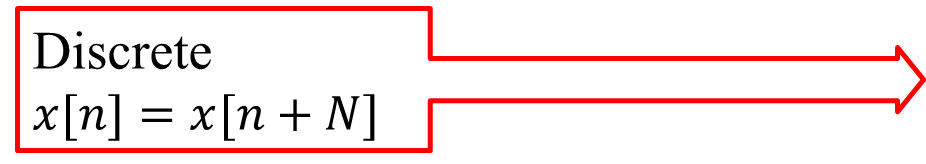 Discrete
x[n] = x[n + N]